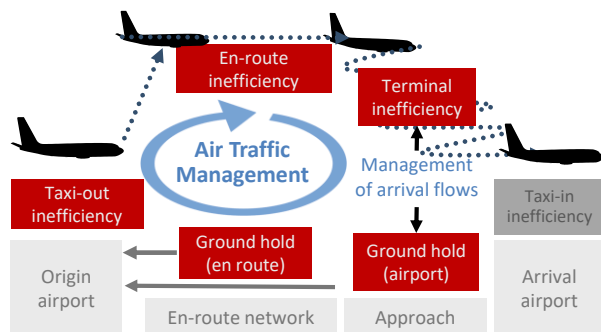 En-route
inefficiency
Terminal
inefficiency
Air Traffic
Management
Management
of arrival flows
Taxi-out
inefficiency
Taxi-in
inefficiency
Ground hold
(en route)
Ground hold
(airport)
Origin
airport
Arrival
airport
En-route network
Approach